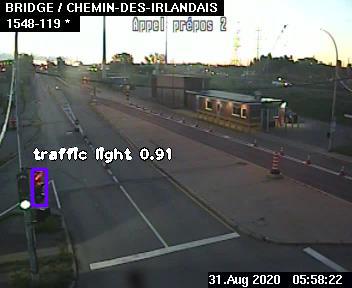 BRIDGE / CHEMIN-DES-IRLANDAIS
1548-119 *
Appel prépos 2
traffic light 0.91
31.Aug 2020 05:58:22